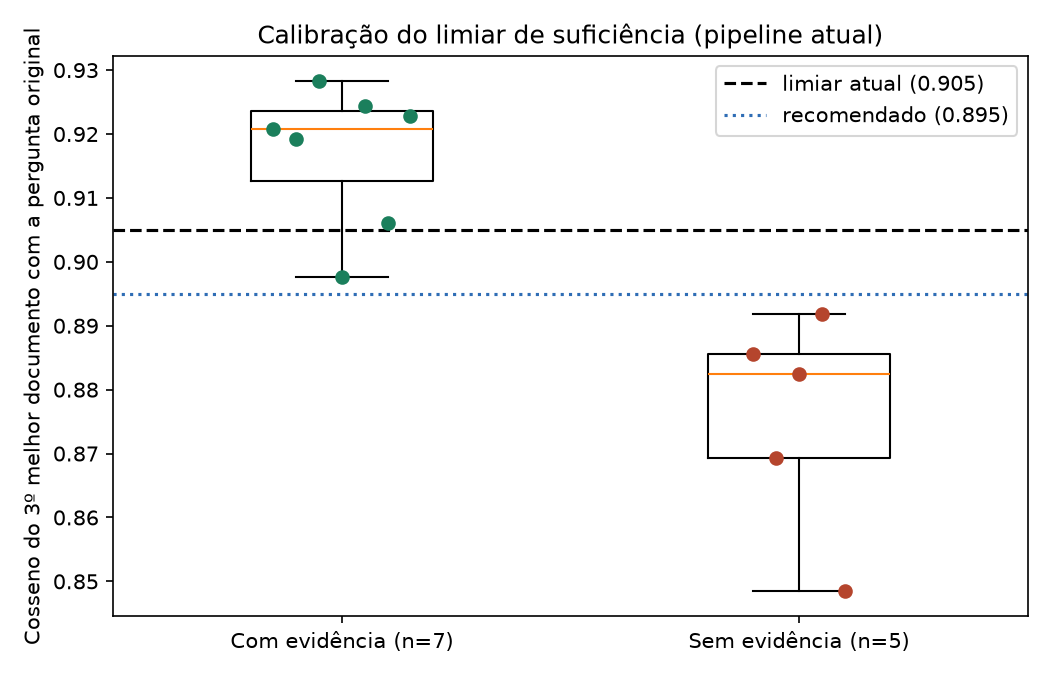 Calibração do limiar de suficiência (pipeline atual)
Cosseno do 3º melhor documento com a pergunta original
0.93
0.92
0.91
0.90
0.89
0.88
0.87
0.86
0.85
limiar atual (0.905)
recomendado (0.895)
Com evidência (n=7)
Sem evidência (n=5)